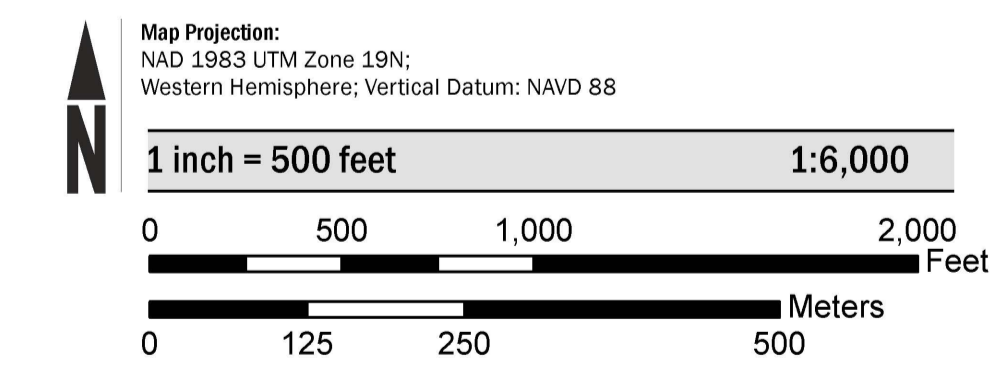 N
Map Projection:
NAD 1983 UTM Zone 19N;
Western Hemisphere; Vertical Datum: NAVD 88
1 inch = 500 feet 1:6,000
0 500 1,000 2,000
Feet
Meters
0 125 250 500